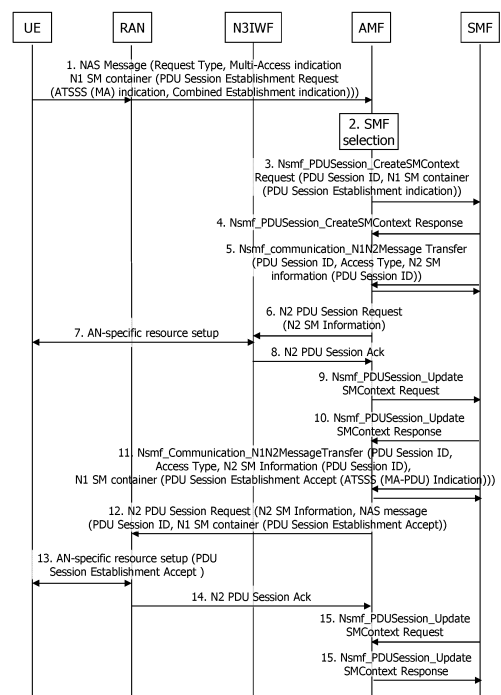 UE RAN N3IWF AMF SMF
1. NAS Message (Request Type, Multi-Access indication
N1 SM container (PDU Session Establishment Request
(ATSSS (MA) indication, Combined Establishment indication)))
2. SMF
selection
3. Nsmf_PDUSession_CreateSMContext
Request (PDU Session ID, N1 SM container
(PDU Session Establishment indication))
4. Nsmf_PDUSession_CreateSMContext Response
5. Nsmf_communication_N1N2Message Transfer
(PDU Session ID, Access Type, N2 SM
information (PDU Session ID))
6. N2 PDU Session Request
(N2 SM Information)
7. AN-specific resource setup
8. N2 PDU Session Ack
9. Nsmf_PDUSession_Update
SMContext Request
10. Nsmf_PDUSession_Update
SMContext Response
11. Nsmf_Communication_N1N2MessageTransfer (PDU Session ID,
Access Type, N2 SM Information (PDU Session ID),
N1 SM container (PDU Session Establishment Accept (ATSSS (MA-PDU) Indication)))
12. N2 PDU Session Request (N2 SM Information, NAS message
(PDU Session ID, N1 SM container (PDU Session Establishment Accept))
13. AN-specific resource setup (PDU
Session Establishment Accept )
14. N2 PDU Session Ack
15. Nsmf_PDUSession_Update
SMContext Request
15. Nsmf_PDUSession_Update
SMContext Response